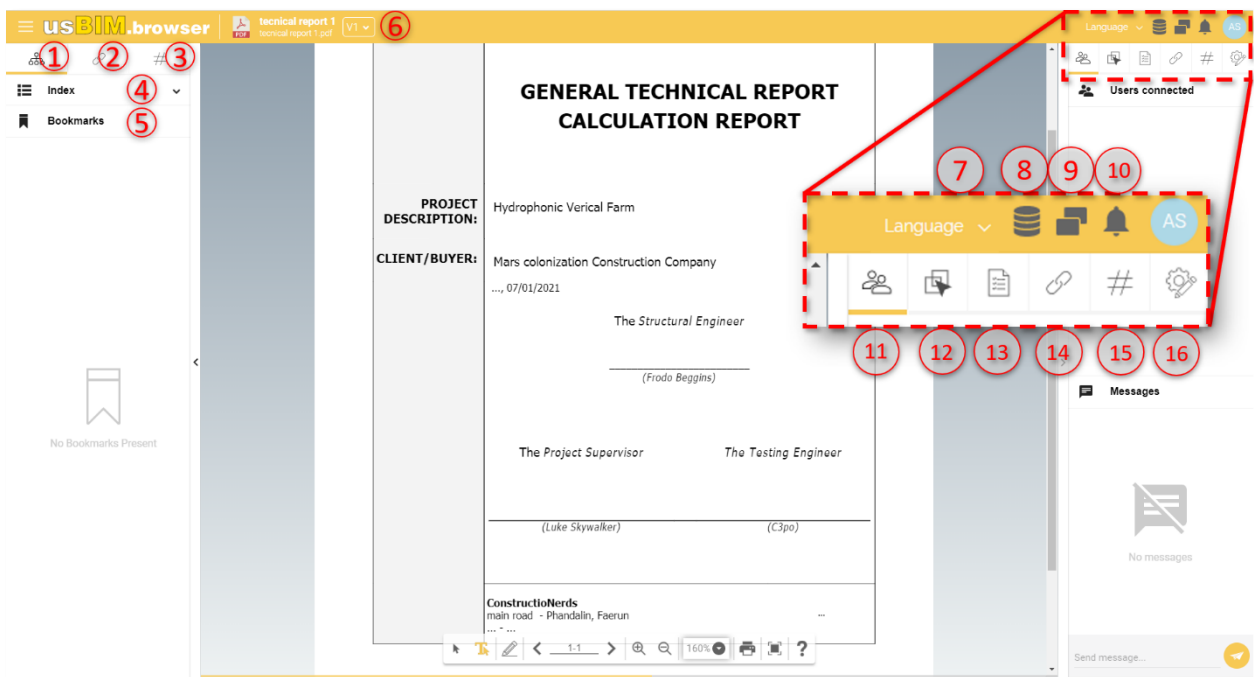 usBIM.browser
PDF
tecnical report 1
tecnical report 1.pdf
V1
6
Language
AS
1
2
#
3
Index
4
Bookmarks
5
No Bookmarks Present
GENERAL TECHNICAL REPORT
CALCULATION REPORT
PROJECT
DESCRIPTION:
Hydrophonic Verical Farm
CLIENT/BUYER:
Mars colonization Construction Company
..., 07/01/2021
The Structural Engineer
(Frodo Beggins)
The Project Supervisor
The Testing Engineer
(Luke Skywalker)
(C3po)
ConstructioNerds
main road - Phandalin, Faerun
...
... - ...
1-1
160%
?
#
Users connected
7
8
9
10
Language
AS
#
11
12
13
14
15
16
Messages
No messages
Send message...